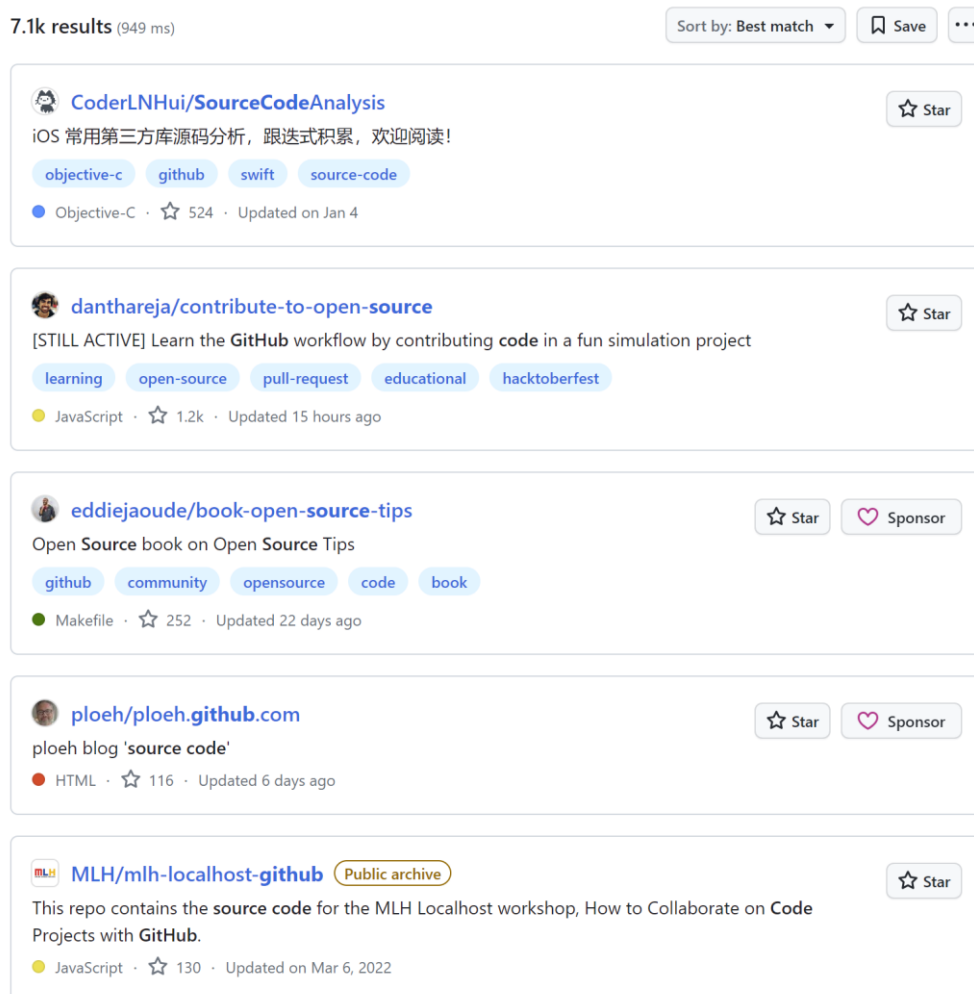 7.1k results (949 ms)
Sort by: Best match
Save
CoderLNHui/SourceCodeAnalysis
Star
iOS 常用第三方库源码分析，跟迭式积累，欢迎阅读！
objective-c github swift source-code
Objective-C · 524 · Updated on Jan 4
danthareja/contribute-to-open-source
Star
[STILL ACTIVE] Learn the GitHub workflow by contributing code in a fun simulation project
learning open-source pull-request educational hacktoberfest
JavaScript · 1.2k · Updated 15 hours ago
eddiejaoude/book-open-source-tips
Star
Sponsor
Open Source book on Open Source Tips
github community opensource code book
Makefile · 252 · Updated 22 days ago
ploeh/ploeh.github.com
Star
Sponsor
ploeh blog 'source code'
HTML · 116 · Updated 6 days ago
MLH
MLH/mlh-localhost-github Public archive
Star
This repo contains the source code for the MLH Localhost workshop, How to Collaborate on Code
Projects with GitHub.
JavaScript · 130 · Updated on Mar 6, 2022